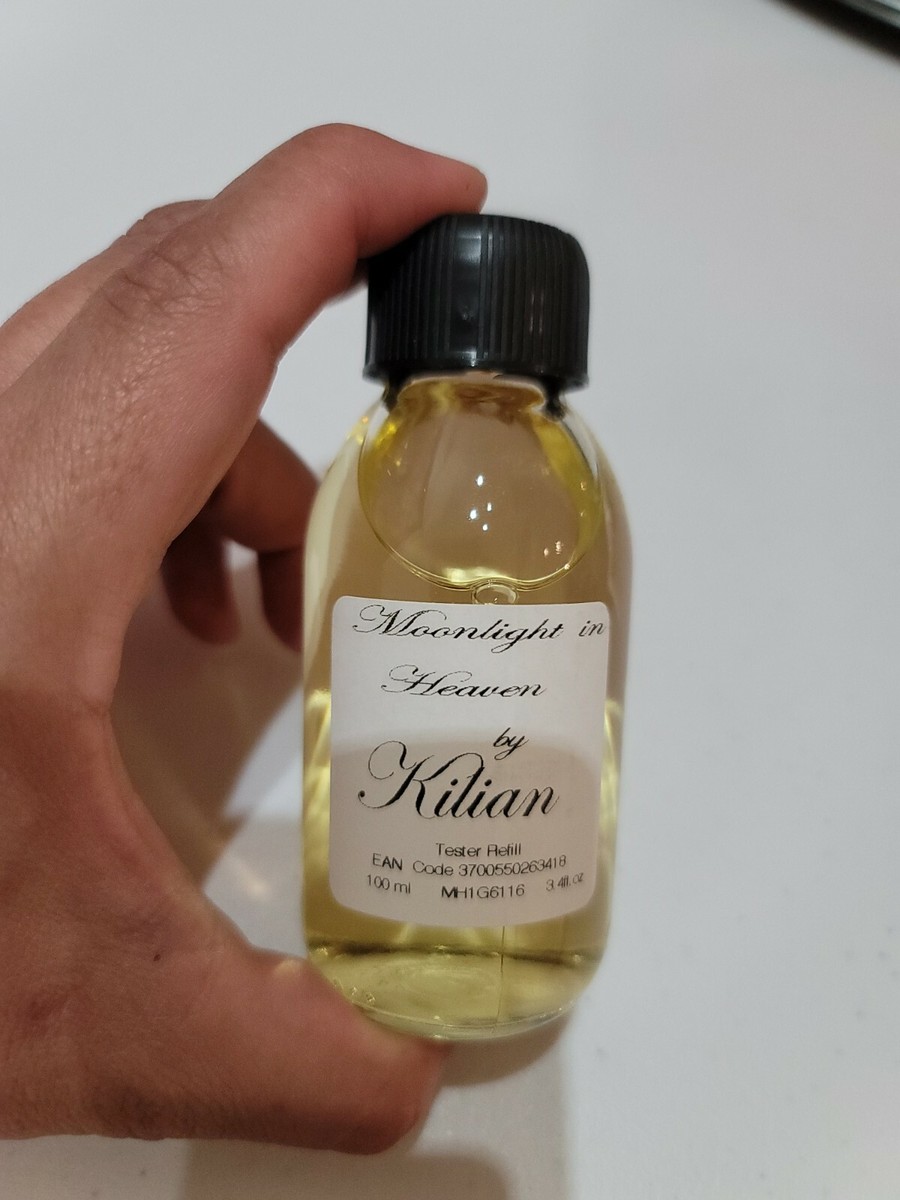 Moonlight in
Heaven
by
Kilian
Tester Refill
EAN Code 3700550263418
100 ml MH1G6116 3.4fl. oz